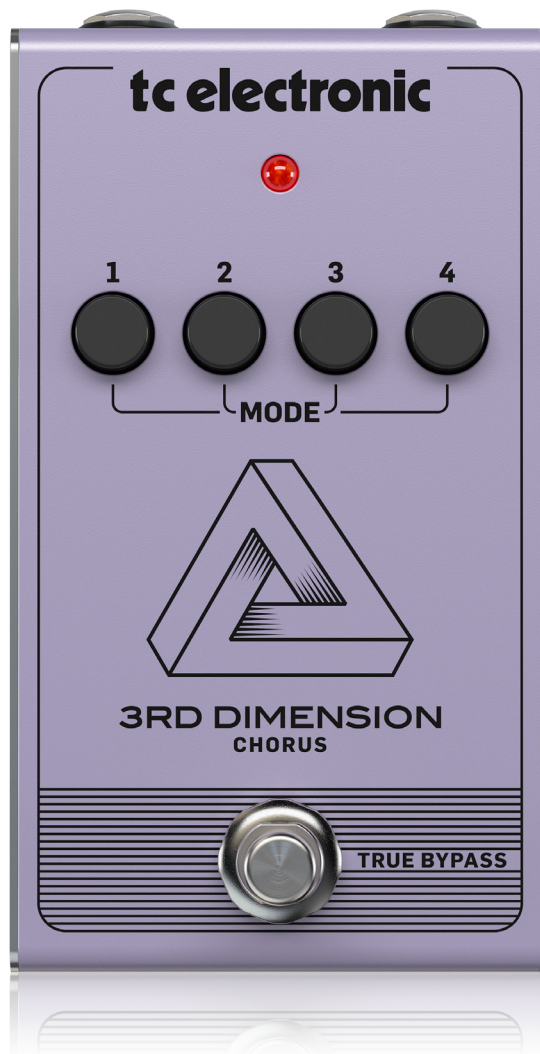 tc electronic
1 2 3 4
MODE
3RD DIMENSION
CHORUS
TRUE BYPASS